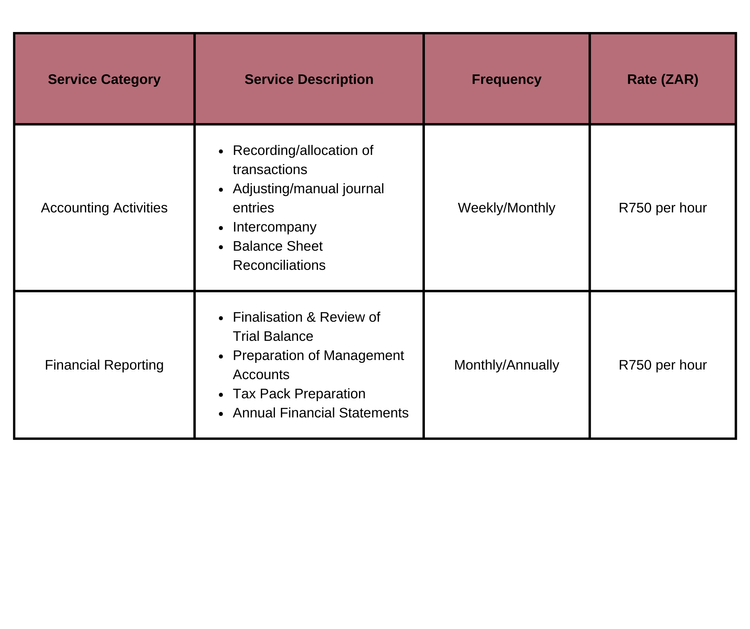 Service Category
Service Description
Frequency
Rate (ZAR)
Accounting Activities
• Recording/allocation of
transactions
• Adjusting/manual journal
entries
• Intercompany
• Balance Sheet
Reconciliations
Weekly/Monthly
R750 per hour
Financial Reporting
• Finalisation & Review of
Trial Balance
• Preparation of Management
Accounts
• Tax Pack Preparation
• Annual Financial Statements
Monthly/Annually
R750 per hour